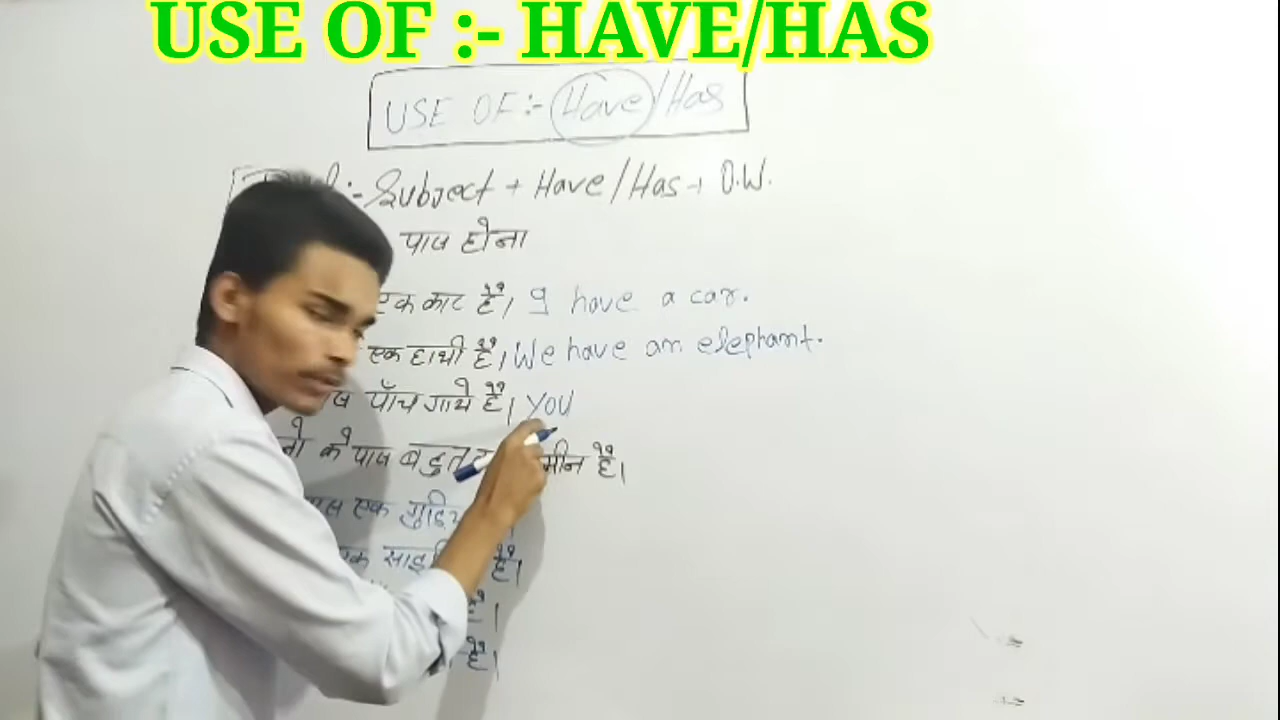 USE OF :- HAVE/HAS
USE OF :- Have/Has
:- Subject + Have/Has + O.W.
पास होना
एक कार है। I have a car.
एक हाथी है। We have an elephant.
पाँच गाये है। you
के पास बहुत है।
एक
एक है।
है।
है।